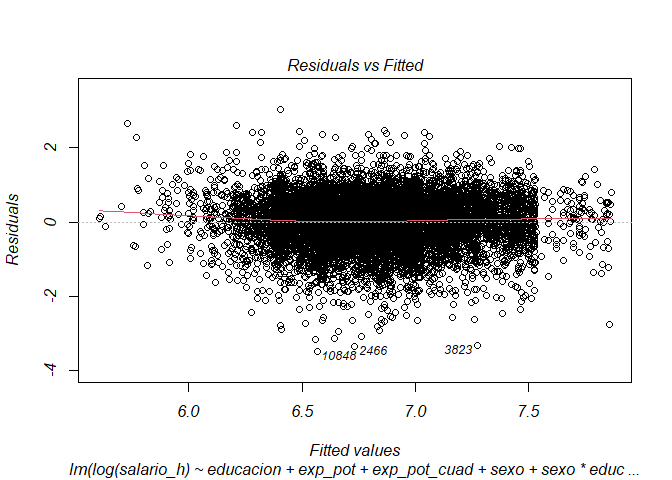 Residuals vs Fitted
Residuals
2
0
-2
-4
10848
2466
3823
6.0
6.5
7.0
7.5
Fitted values
lm(log(salario_h) ~ educacion + exp_pot + exp_pot_cuad + sexo + sexo * educ ...